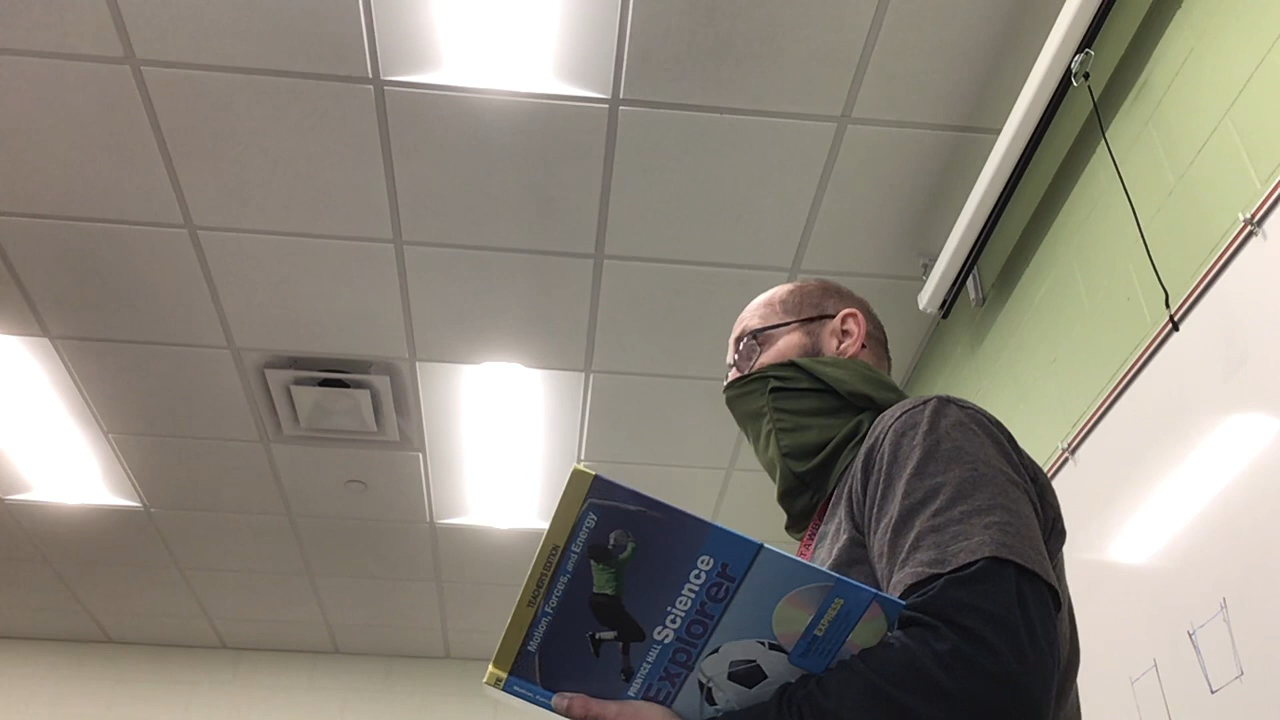 TEACHER'S EDITION
Motion, Forces, and Energy
PRENTICE HALL Science
Explorer
EXPRESS